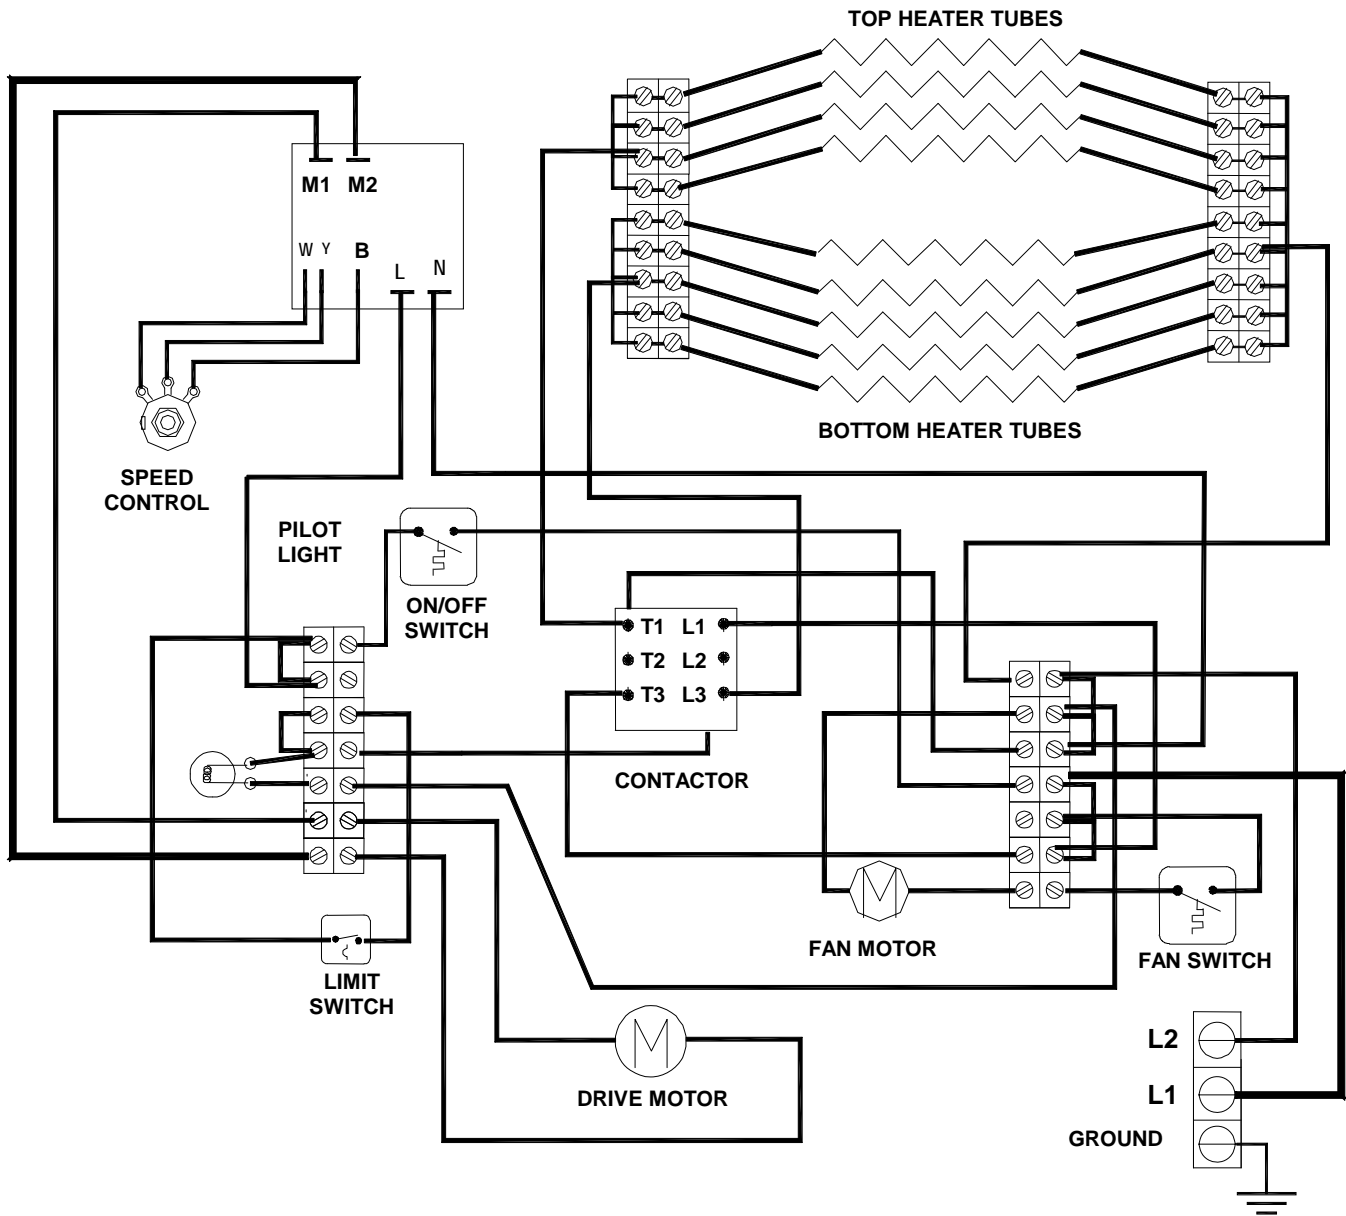 TOP HEATER TUBES
M1 M2
W Y B
L N
BOTTOM HEATER TUBES
SPEED
CONTROL
PILOT
LIGHT
ON/OFF
SWITCH
T1 L1
T2 L2
T3 L3
CONTACTOR
FAN MOTOR
FAN SWITCH
LIMIT
SWITCH
DRIVE MOTOR
L2
L1
GROUND